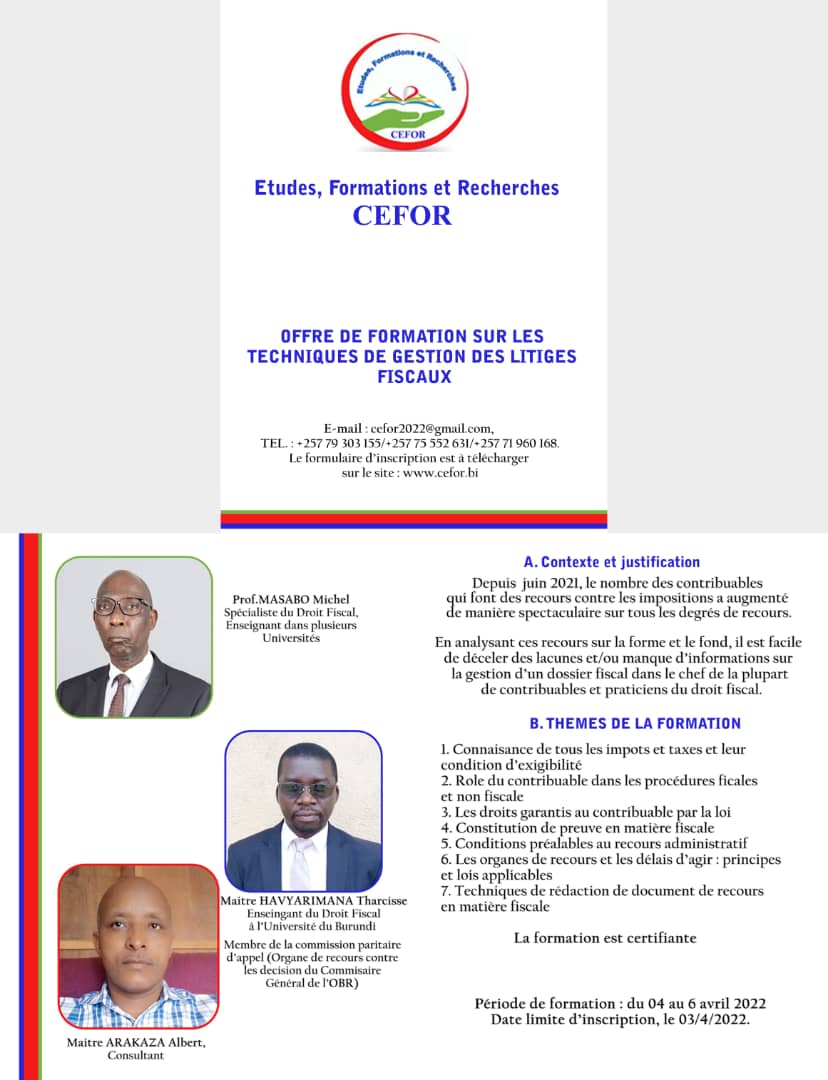 Etudes, Formations et Recherches
CEFOR
Etudes, Formations et Recherches
CEFOR
OFFRE DE FORMATION SUR LES
TECHNIQUES DE GESTION DES LITIGES
FISCAUX
E-mail : cefor2022@gmail.com,
TEL. : +257 79 303 155/+257 75 552 631/+257 71 960 168.
Le formulaire d'inscription est à télécharger
sur le site : www.cefor.bi
Prof.MASABO Michel
Spécialiste du Droit Fiscal,
Enseignant dans plusieurs
Universités
Maitre HAVYARIMANA Tharcisse
Enseingant du Droit Fiscal
à l'Université du Burundi
Membre de la commission paritaire
d'appel (Organe de recours contre
les decision du Commisaire
Général de l'OBR)
Maitre ARAKAZA Albert,
Consultant
A. Contexte et justification
Depuis juin 2021, le nombre des contribuables
qui font des recours contre les impositions a augmenté
de manière spectaculaire sur tous les degrés de recours.
En analysant ces recours sur la forme et le fond, il est facile
de déceler des lacunes et/ou manque d'informations sur
la gestion d'un dossier fiscal dans le chef de la plupart
de contribuables et praticiens du droit fiscal.
B. THEMES DE LA FORMATION
1. Connaisance de tous les impots et taxes et leur
condition d'exigibilité
2. Role du contribuable dans les procédures ficales
et non fiscale
3. Les droits garantis au contribuable par la loi
4. Constitution de preuve en matière fiscale
5. Conditions préalables au recours administratif
6. Les organes de recours et les délais d'agir : principes
et lois applicables
7. Techniques de rédaction de document de recours
en matière fiscale
La formation est certifiante
Période de formation : du 04 au 6 avril 2022
Date limite d'inscription, le 03/4/2022.